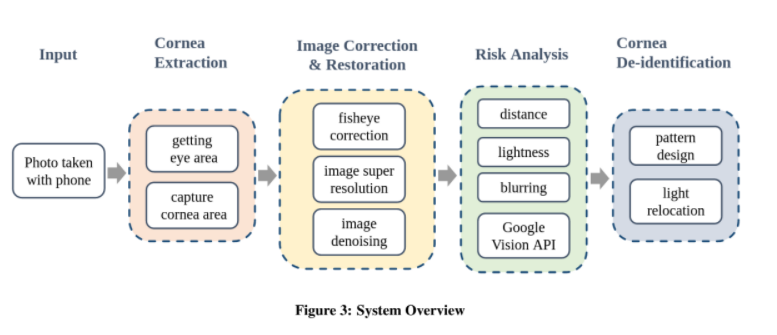 Input
Cornea
Extraction
Image Correction
& Restoration
Risk Analysis
Cornea
De-identification
Photo taken
with phone
getting
eye area
capture
cornea area
fisheye
correction
image super
resolution
image
denoising
distance
lightness
blurring
Google
Vision API
pattern
design
light
relocation
Figure 3: System Overview